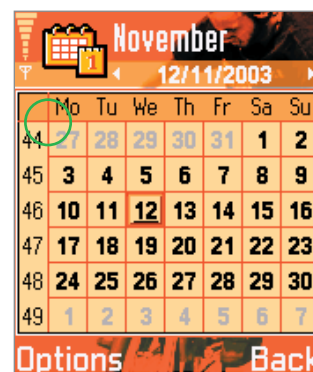 November
1
12/11/2003
Mo Tu We Th Fr Sa Su
44 27 28 29 30 31 1 2
45 3 4 5 6 7 8 9
46 10 11 12 13 14 15 16
47 17 18 19 20 21 22 23
48 24 25 26 27 28 29 30
49 1 2 3 4 5 6 7
Options Back